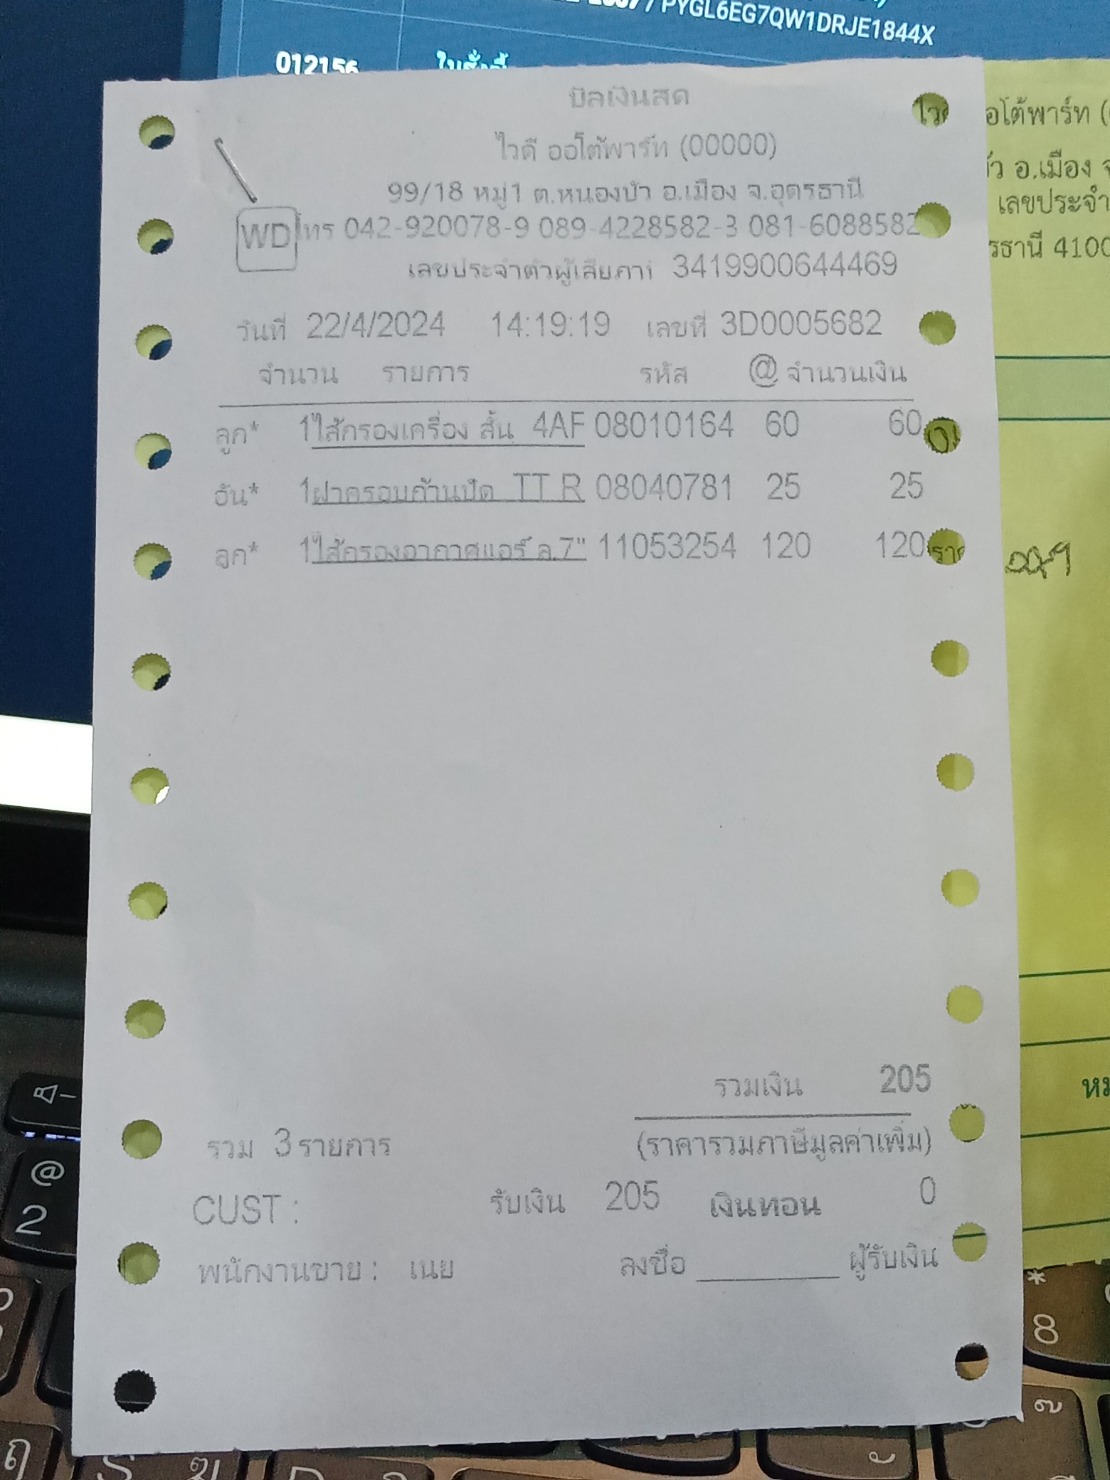 PYGL6EG7QW1DRJE1844X
012156
บิลเงินสด
ไวดี ออโต้พาร์ท (00000)
99/18 หมู่1 ต.หนองบัว อ.เมือง จ.อุดรธานี
WD โทร 042-920078-9 089-4228582-3 081-6088582
เลขประจำตัวผู้เสียภาษี 3419900644469
วันที่ 22/4/2024 14:19:19 เลขที่ 3D0005682
จำนวน รายการ รหัส @ จำนวนเงิน
ลูก* 1 ไส้กรองเครื่อง สั้น 4AF 08010164 60 60
อัน* 1 ฝาครอบก้านปัด TT R 08040781 25 25
ลูก* 1 ไส้กรองอากาศแอร์ ล.7" 11053254 120 120
รวมเงิน 205
รวม 3 รายการ (ราคารวมภาษีมูลค่าเพิ่ม)
CUST : รับเงิน 205 เงินทอน 0
พนักงานขาย : เนย ลงชื่อ ________ ผู้รับเงิน
อโต้พาร์ท (
อ.เมือง
เลขประจำ
รธานี 4100
@
2
*
8